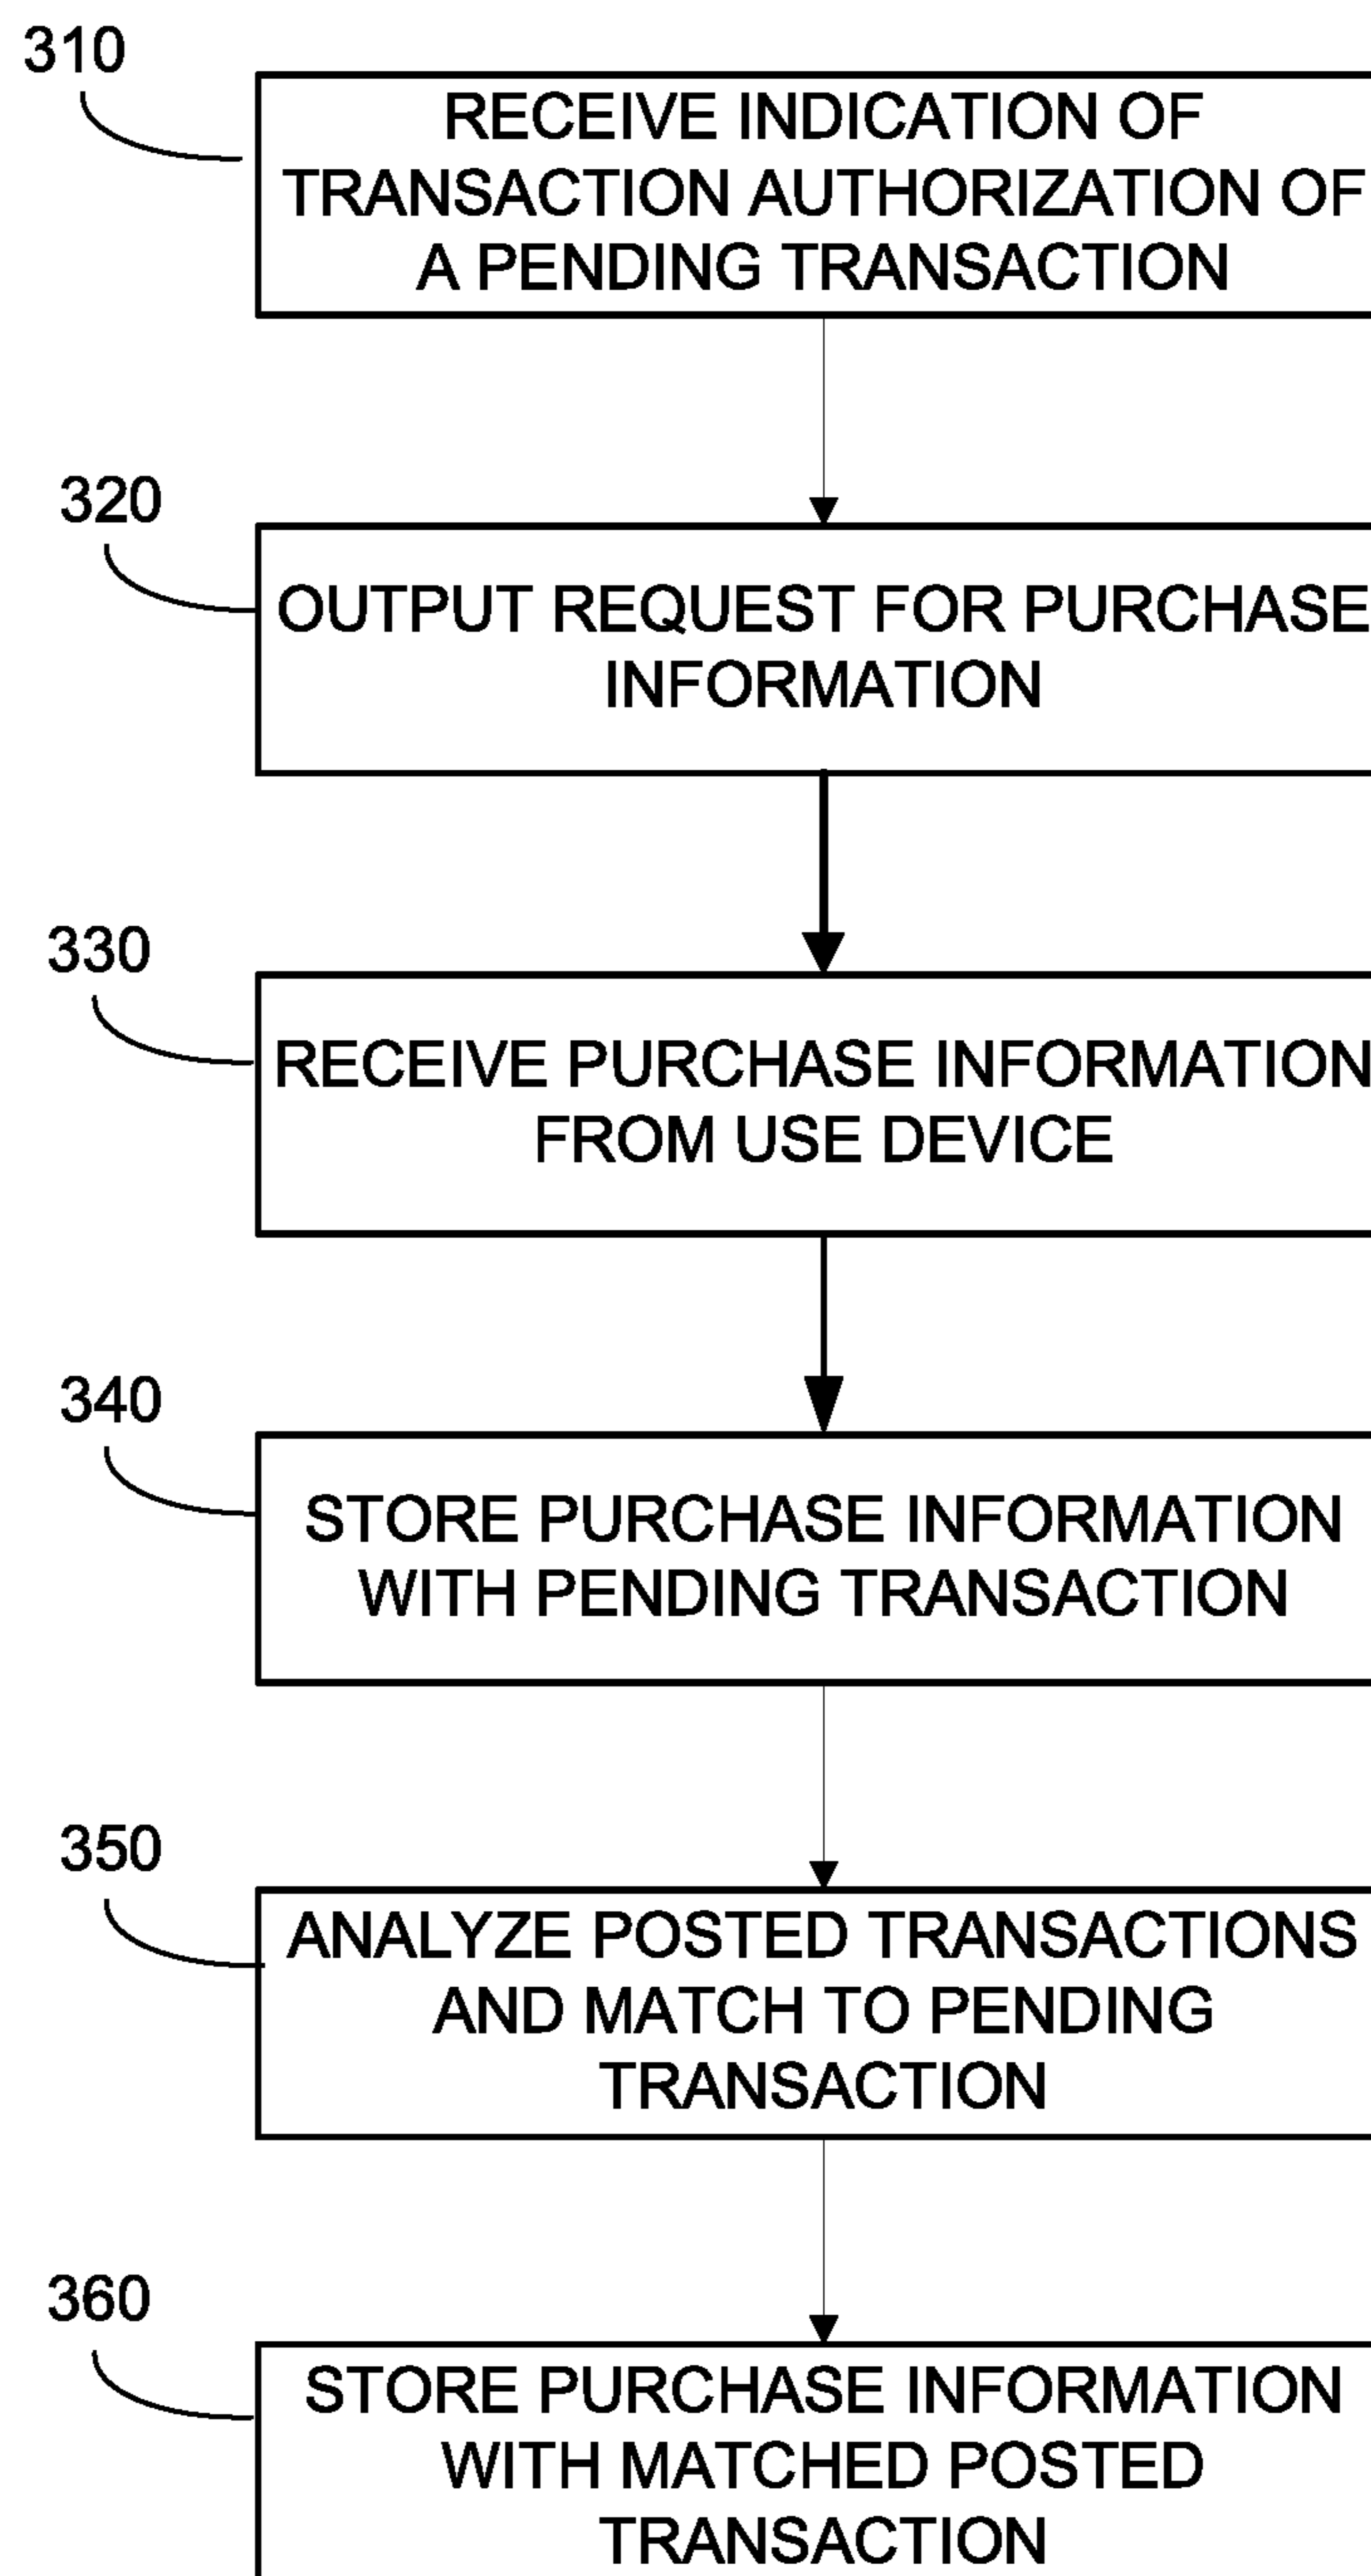 310
RECEIVE INDICATION OF
TRANSACTION AUTHORIZATION OF
A PENDING TRANSACTION
320
OUTPUT REQUEST FOR PURCHASE
INFORMATION
330
RECEIVE PURCHASE INFORMATION
FROM USE DEVICE
340
STORE PURCHASE INFORMATION
WITH PENDING TRANSACTION
350
ANALYZE POSTED TRANSACTIONS
AND MATCH TO PENDING
TRANSACTION
360
STORE PURCHASE INFORMATION
WITH MATCHED POSTED
TRANSACTION